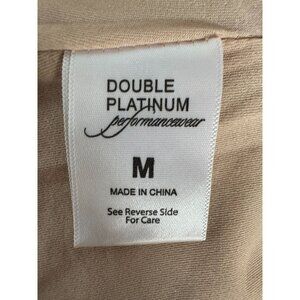 DOUBLE
PLATINUM
performancewear
M
MADE IN CHINA
See Reverse Side
For Care